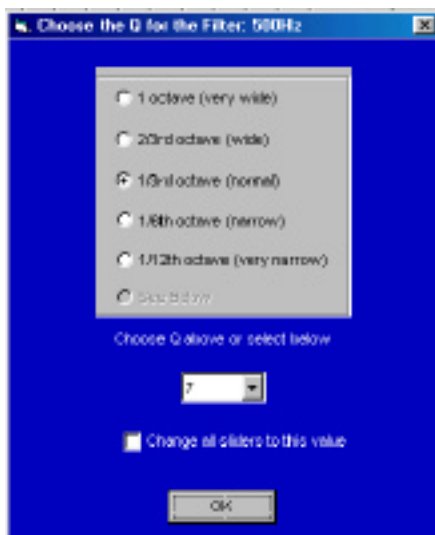 Choose the Q for the Filter: 500Hz
1 octave (very wide)
2/3rd octave (wide)
1/3rd octave (normal)
1/6th octave (narrow)
1/12th octave (very narrow)
See Below
Choose Q above or select below
7
Change all sliders to this value
OK